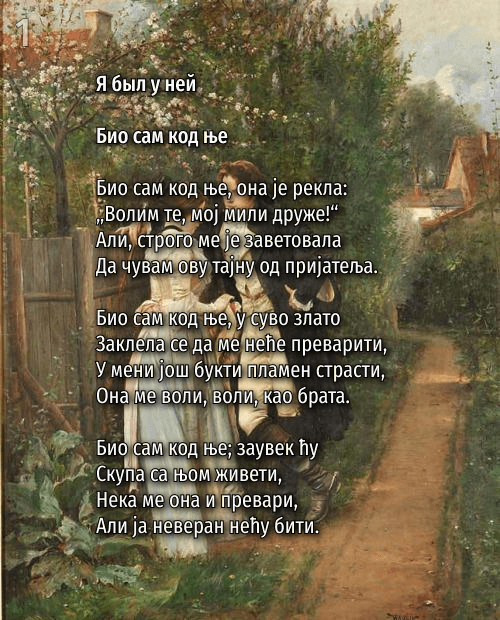 1
Я был у ней
Био сам код ње
Био сам код ње, она је рекла:
„Волим те, мој мили друже!“
Али, строго ме је заветовала
Да чувам ову тајну од пријатеља.
Био сам код ње, у суво злато
Заклела се да ме неће преварити,
У мени још букти пламен страсти,
Она ме воли, воли, као брата.
Био сам код ње; заувек ћу
Скупа са њом живети,
Нека ме она и превари,
Али ја неверан нећу бити.